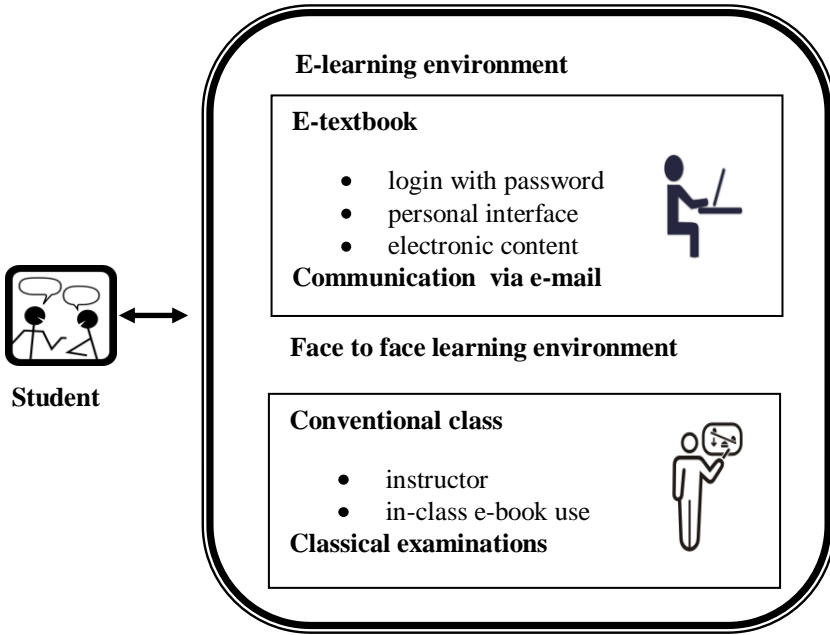 E-learning environment
E-textbook
• login with password
• personal interface
• electronic content
Communication via e-mail
Student
Face to face learning environment
Conventional class
• instructor
• in-class e-book use
Classical examinations